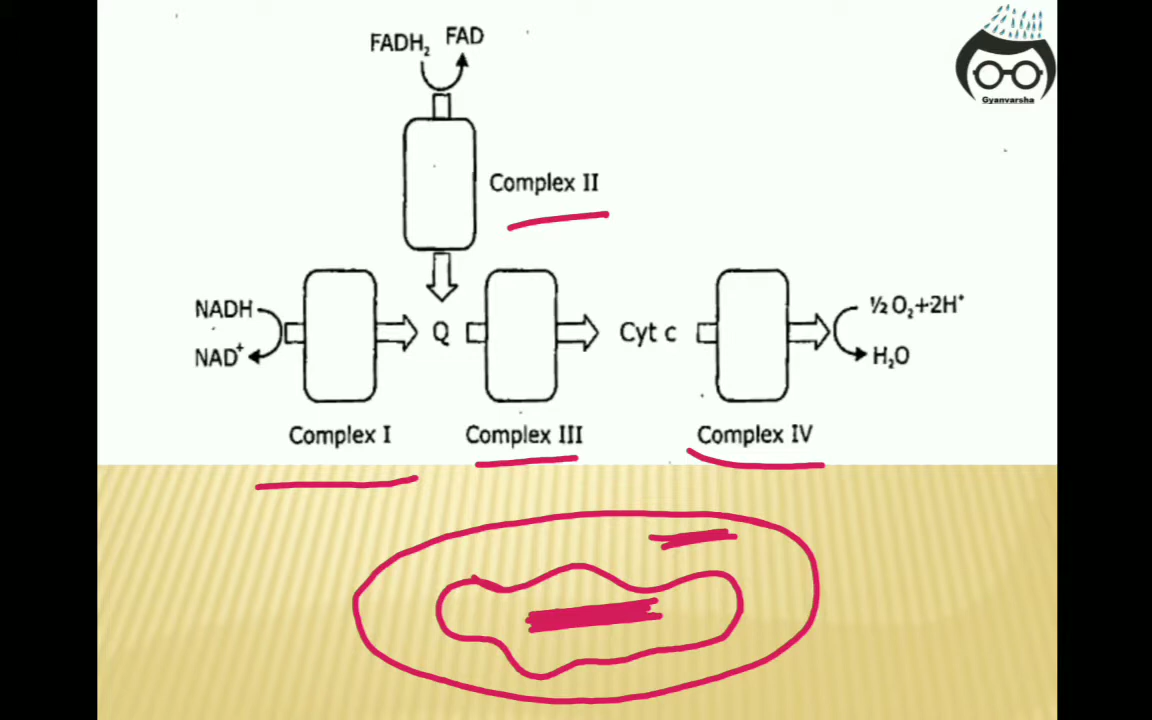 FADH₂ FAD
Gyanvarsha
Complex II
NADH
NAD⁺
Q
Cyt c
½ O₂+2H⁺
H₂O
Complex I
Complex III
Complex IV